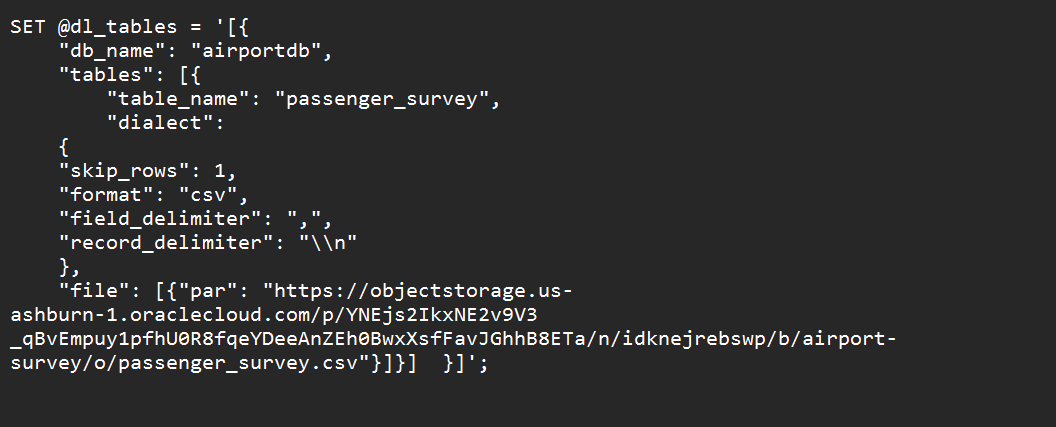 SET @dl_tables = '[{
    "db_name": "airportdb",
    "tables": [{
        "table_name": "passenger_survey",
        "dialect":
    {
    "skip_rows": 1,
    "format": "csv",
    "field_delimiter": ",",
    "record_delimiter": "\\n"
    },
    "file": [{"par": "https://objectstorage.us-
ashburn-1.oraclecloud.com/p/YNEjs2IkxNE2v9V3
_qBvEmpuy1pfhU0R8fqeYDeeAnZEh0BwxXsfFavJGhhB8ETa/n/idknejrebswp/b/airport-
survey/o/passenger_survey.csv"}]}]  }]';